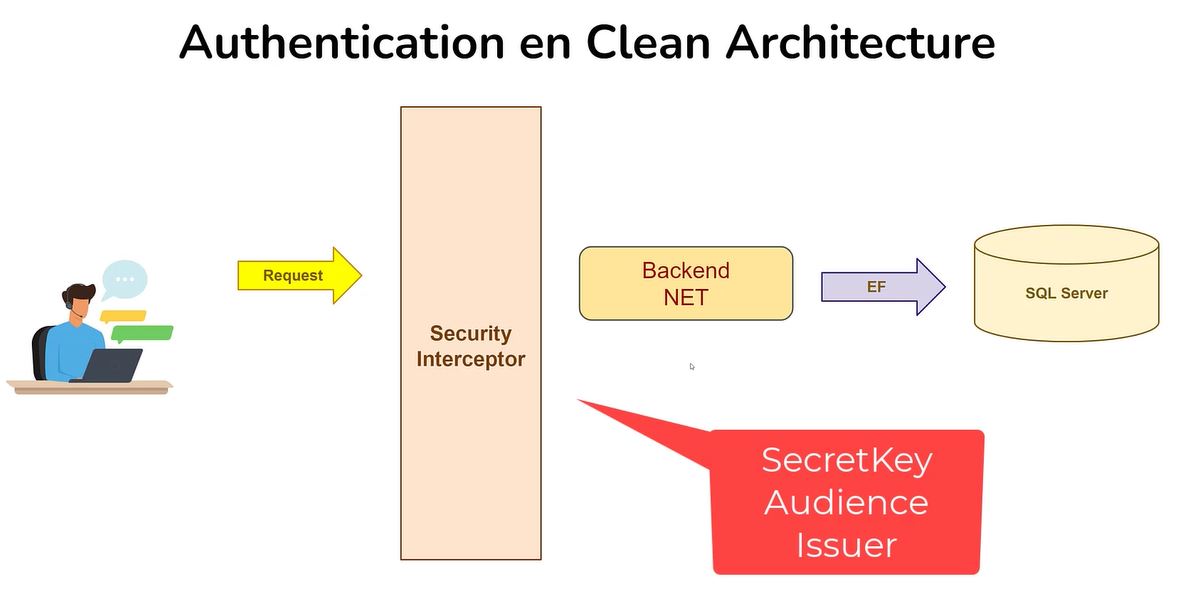 Authentication en Clean Architecture
Request
Security
Interceptor
Backend
NET
EF
SQL Server
SecretKey
Audience
Issuer